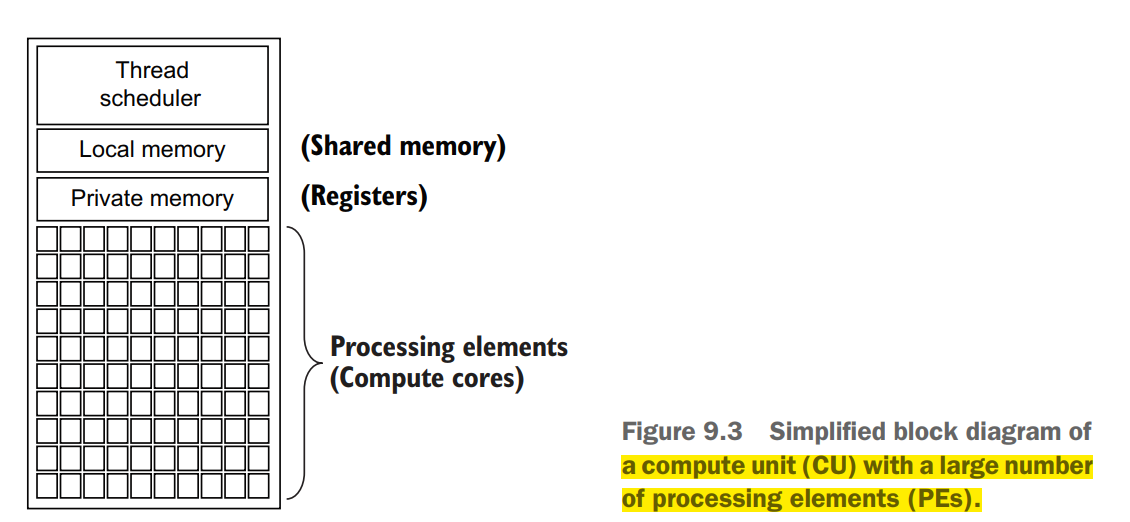 Thread
scheduler
Local memory
(Shared memory)
Private memory
(Registers)
Processing elements
(Compute cores)
Figure 9.3 Simplified block diagram of
a compute unit (CU) with a large number
of processing elements (PEs).